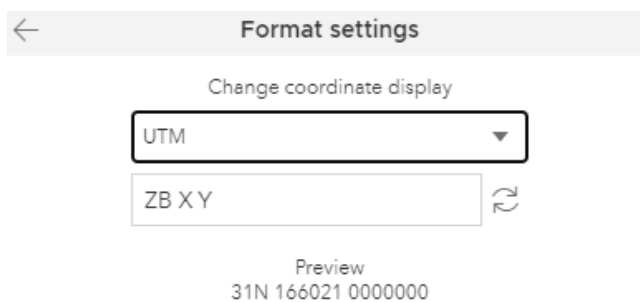 Format settings
Change coordinate display
UTM
ZB X Y
Preview
31N 166021 0000000